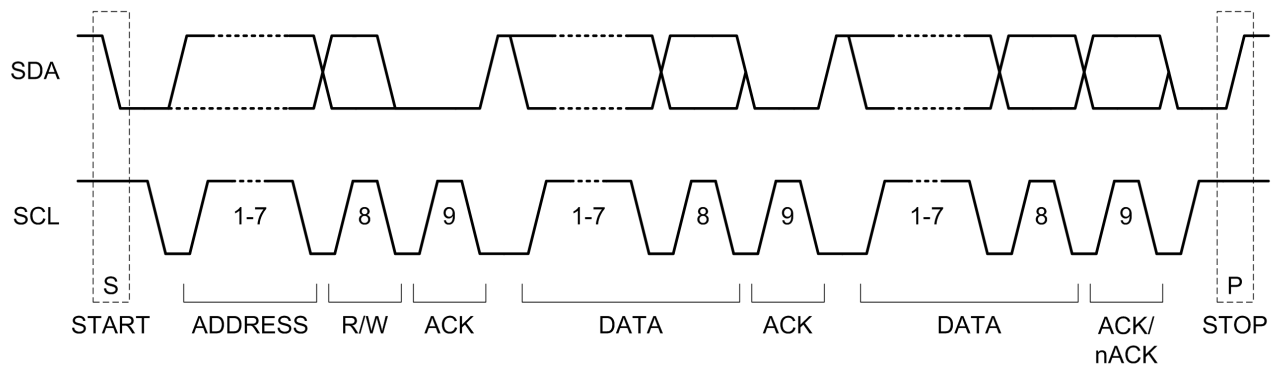 SDA
SCL
1-7 8 9 1-7 8 9 1-7 8 9
S P
START ADDRESS R/W ACK DATA ACK DATA ACK/ STOP
nACK